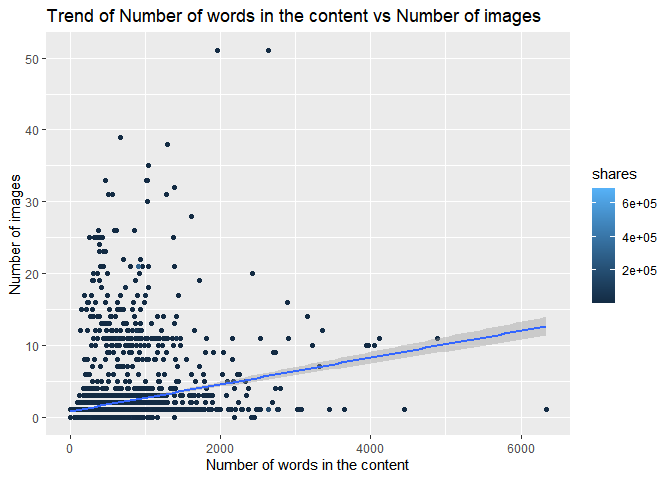 Trend of Number of words in the content vs Number of images
50
40
30
20
10
0
Number of images
0
2000
4000
6000
Number of words in the content
shares
6e+05
4e+05
2e+05